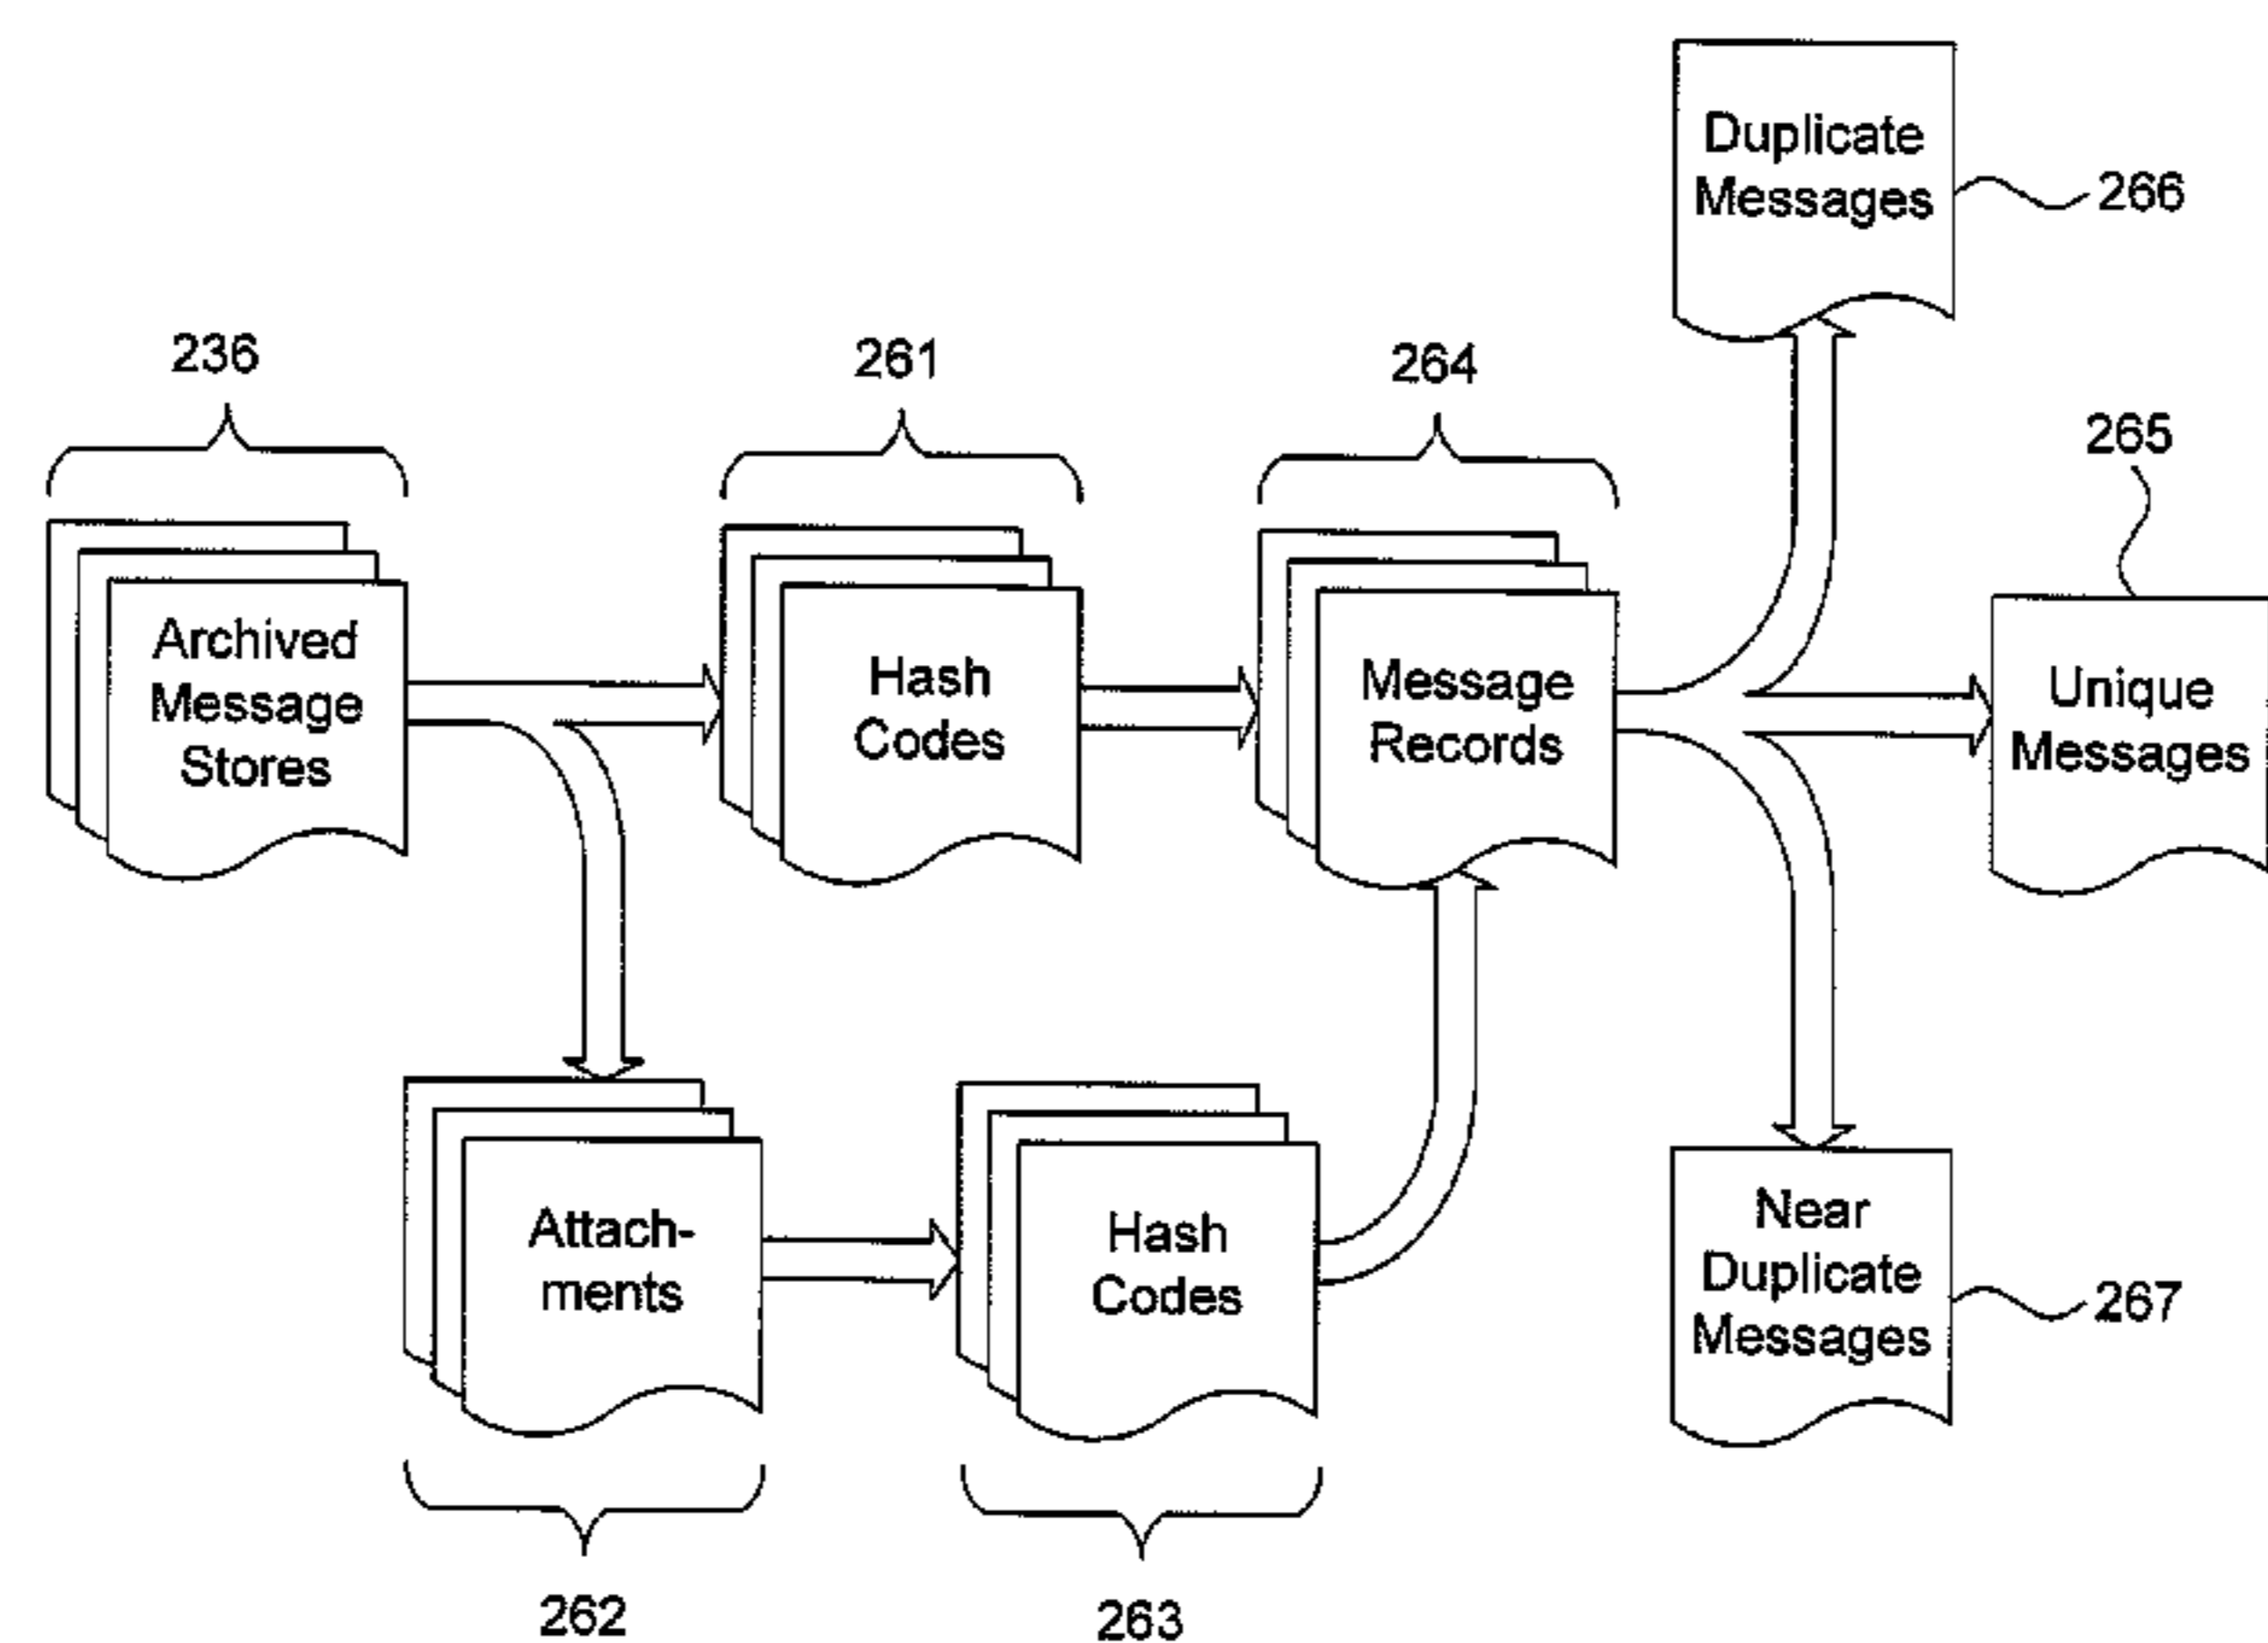 Duplicate
Messages
266
236
261
264
265
Archived
Message
Stores
Hash
Codes
Message
Records
Unique
Messages
Attach-
ments
Hash
Codes
Near
Duplicate
Messages
267
262
263